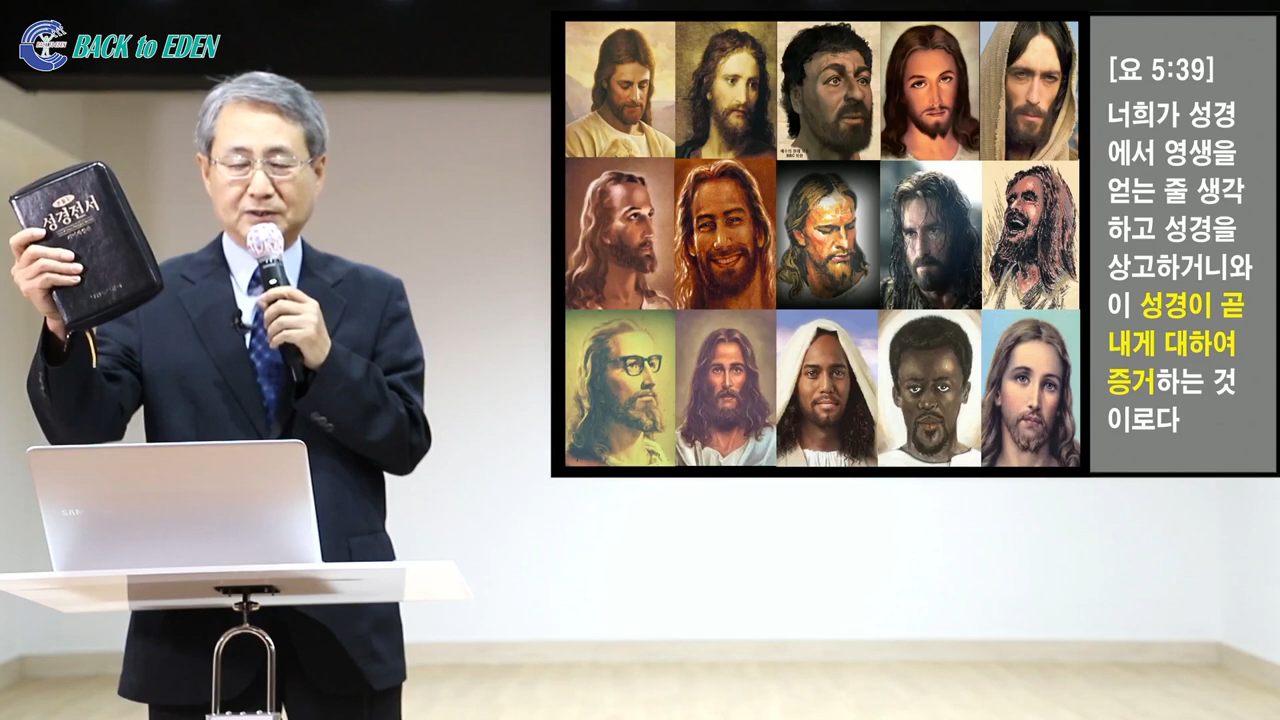 BACK to EDEN
성경전서
SAM
[요 5:39]
너희가 성경
에서 영생을
얻는 줄 생각
하고 성경을
상고하거니와
이 성경이 곧
내게 대하여
증거하는 것
이로다